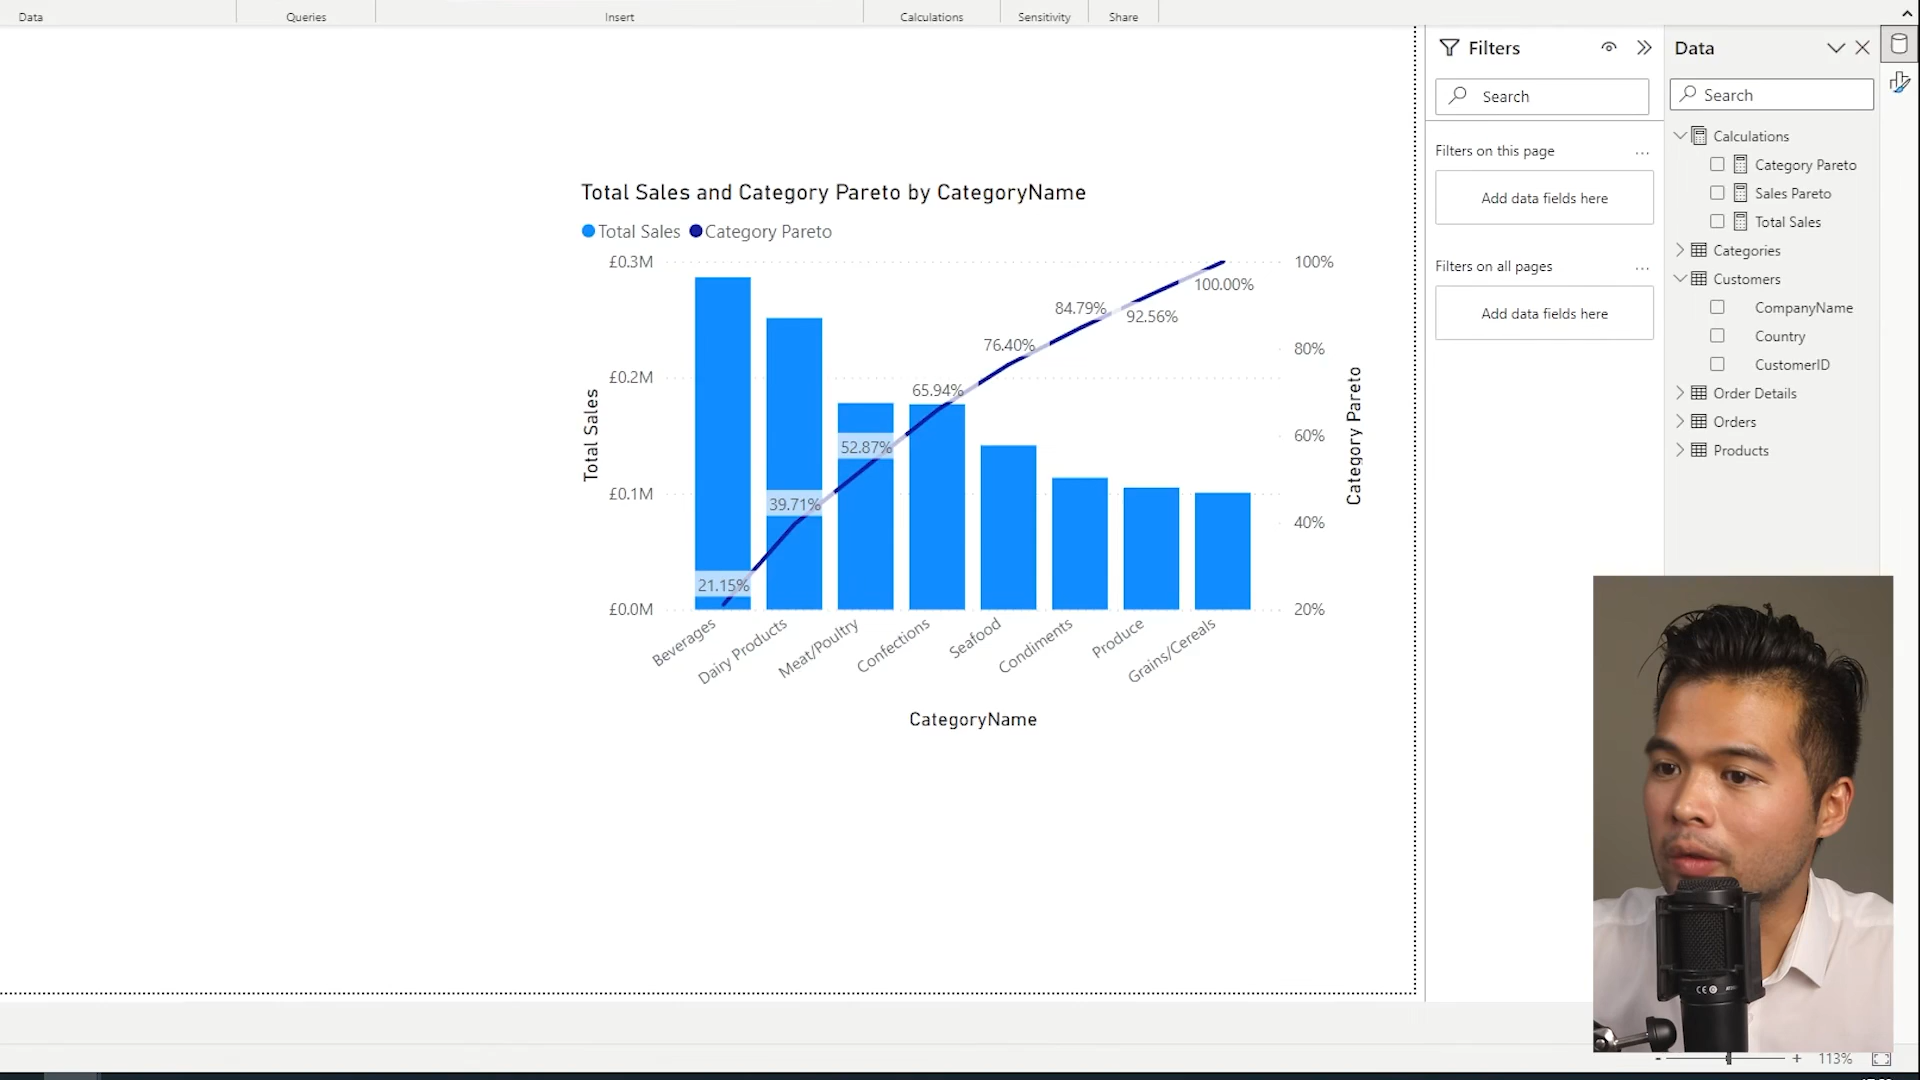 Data
Queries
Insert
Calculations
Sensitivity
Share
Total Sales and Category Pareto by CategoryName
Total Sales
Category Pareto
£0.3M
£0.2M
£0.1M
£0.0M
Total Sales
21.15%
39.71%
52.87%
65.94%
76.40%
84.79%
92.56%
100.00%
100%
80%
60%
40%
20%
Category Pareto
Beverages
Dairy Products
Meat/Poultry
Confections
Seafood
Condiments
Produce
Grains/Cereals
CategoryName
Filters
Search
Filters on this page
...
Add data fields here
Filters on all pages
...
Add data fields here
Data
Search
Calculations
Category Pareto
Sales Pareto
Total Sales
Categories
Customers
CompanyName
Country
CustomerID
Order Details
Orders
Products
CE
- + 113%